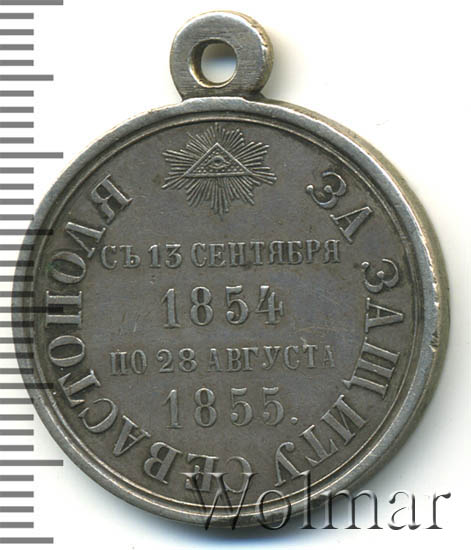 ЗА ЗАЩИТУ СЕВАСТОПОЛЯ
СЪ 13 СЕНТЯБРЯ
1854
ПО 28 АВГУСТА
1855.
Wolmar